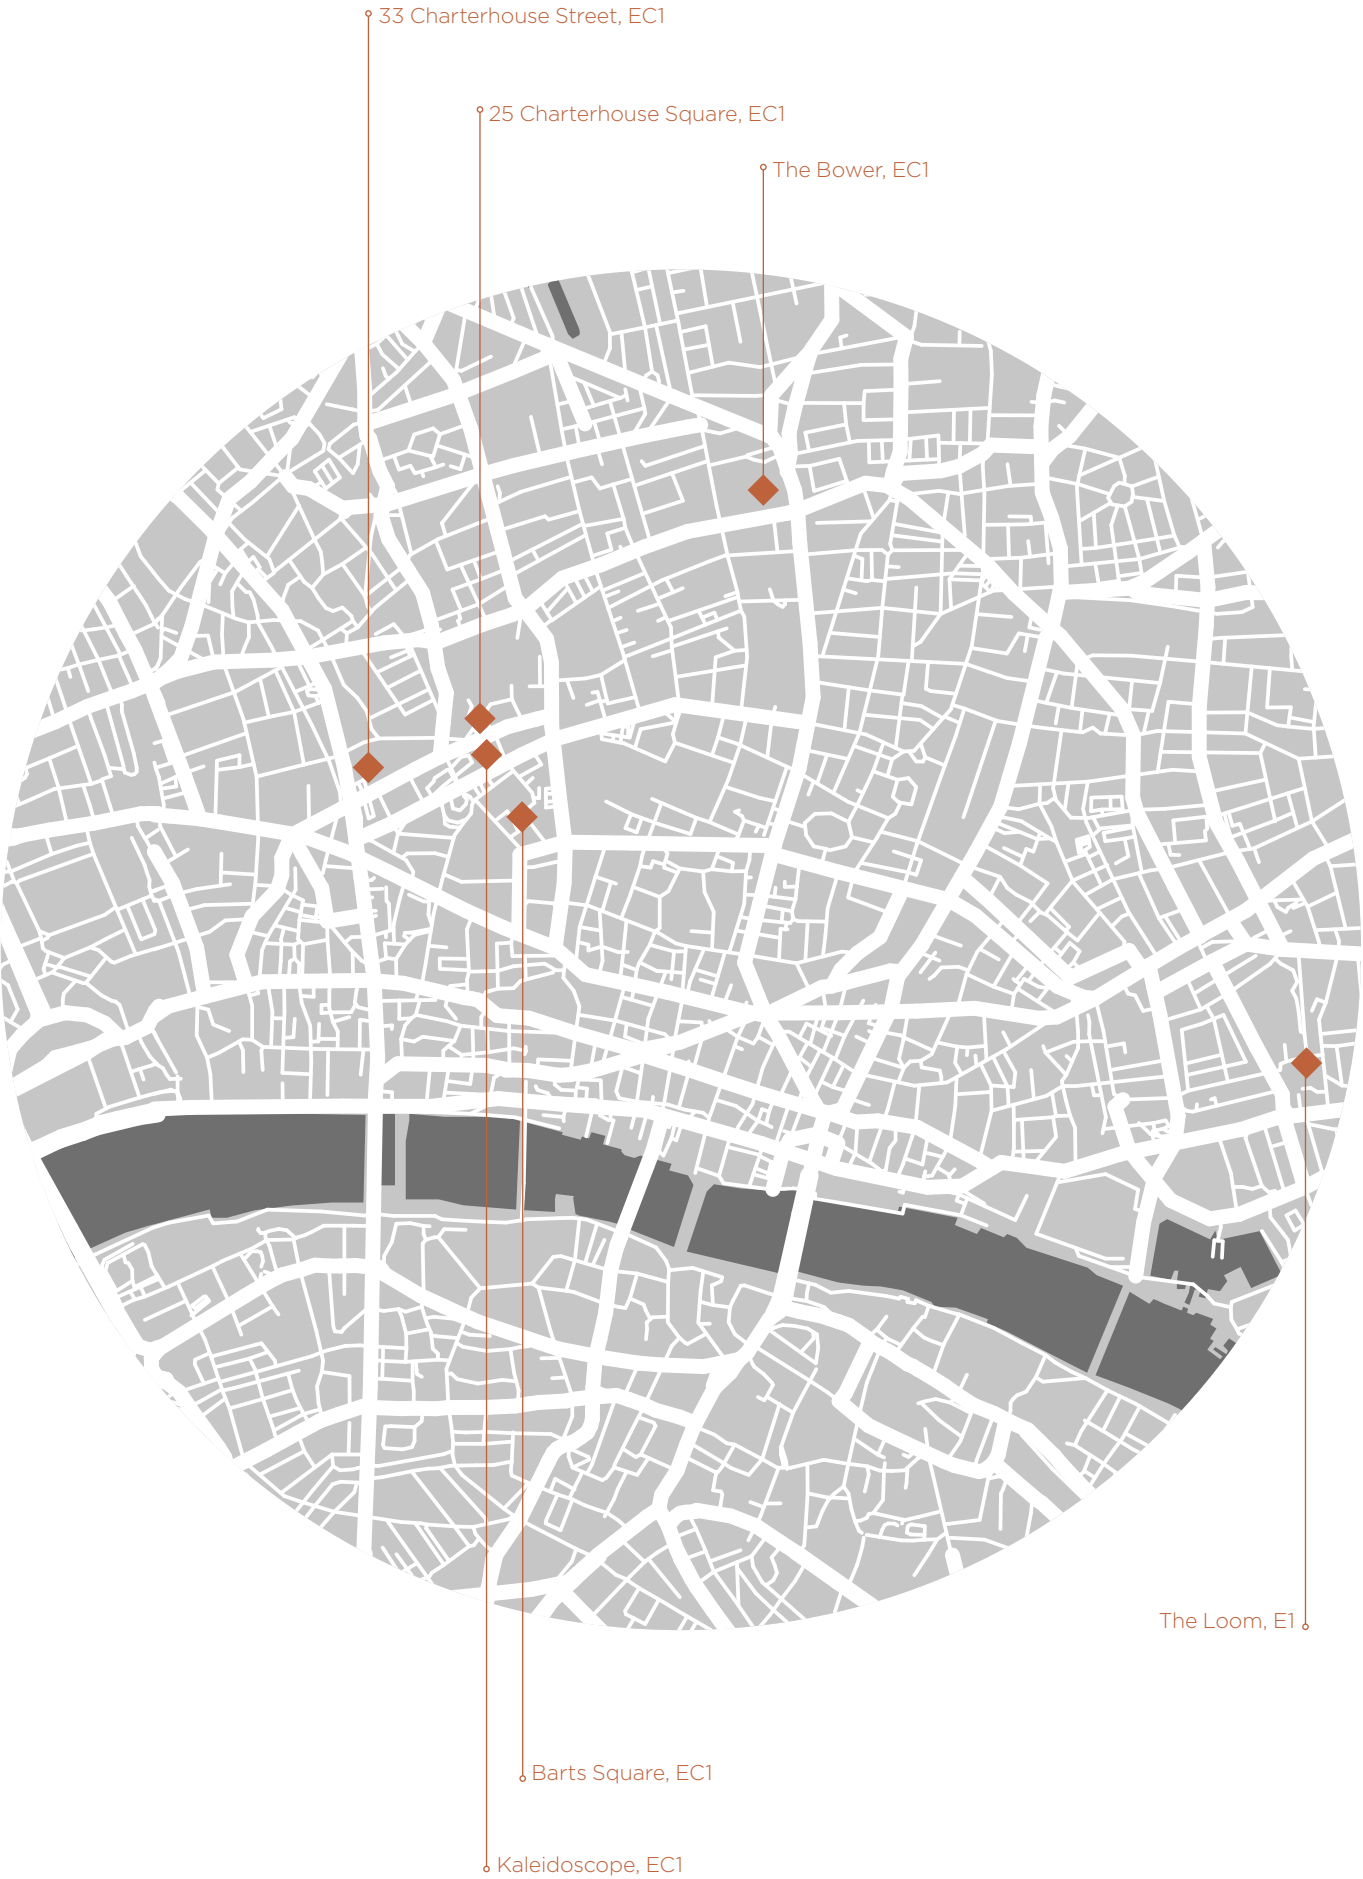 33 Charterhouse Street, EC1
25 Charterhouse Square, EC1
The Bower, EC1
The Loom, E1
Barts Square, EC1
Kaleidoscope, EC1